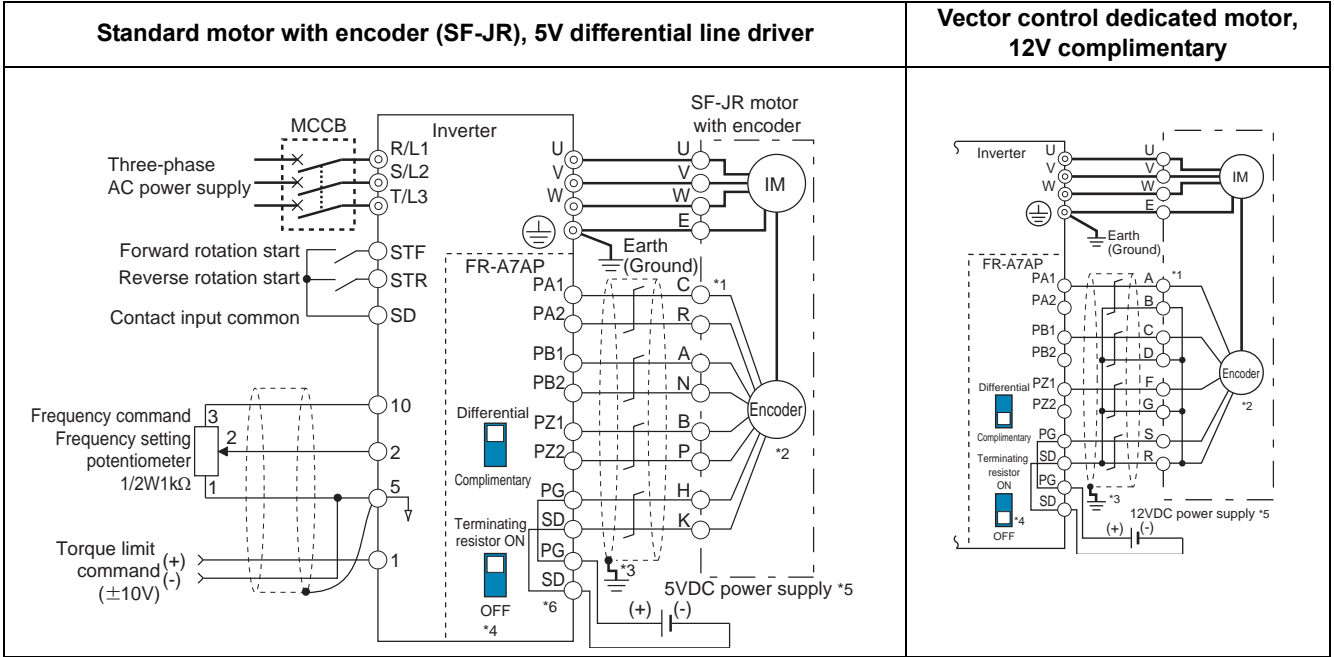 Standard motor with encoder (SF-JR), 5V differential line driver
Vector control dedicated motor,
12V complimentary
SF-JR motor
with encoder
MCCB
Inverter
Three-phase
AC power supply
R/L1
S/L2
T/L3
U
V
W
U
V
W
E
IM
Earth
(Ground)
Forward rotation start
Reverse rotation start
Contact input common
STF
STR
SD
FR-A7AP
PA1
PA2
PB1
PB2
PZ1
PZ2
PG
SD
PG
SD
C
R
A
N
B
P
H
K
*1
Encoder
*2
Differential
Complimentary
Terminating
resistor ON
OFF
*4
*6
*3
5VDC power supply *5
(+)
(-)
Frequency command
Frequency setting
potentiometer
1/2W1kΩ
3
2
1
10
2
5
1
Torque limit
command
(±10V)
(+)
(-)
Inverter
U
V
W
U
V
W
E
IM
Earth
(Ground)
FR-A7AP
PA1
PA2
PB1
PB2
PZ1
PZ2
PG
SD
PG
SD
A
B
C
D
F
G
S
R
*1
Encoder
*2
Differential
Complimentary
Terminating
resistor
ON
*4
OFF
*3
12VDC power supply *5
(+)
(-)